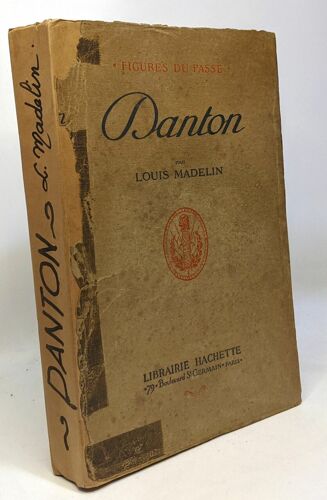 FIGURES DU PASSÉ
Danton
PAR
LOUIS MADELIN
LIBRAIRIE HACHETTE
•79• Boulevard St GERMAIN • PARIS•
~ DANTON ~ L. Madelin.